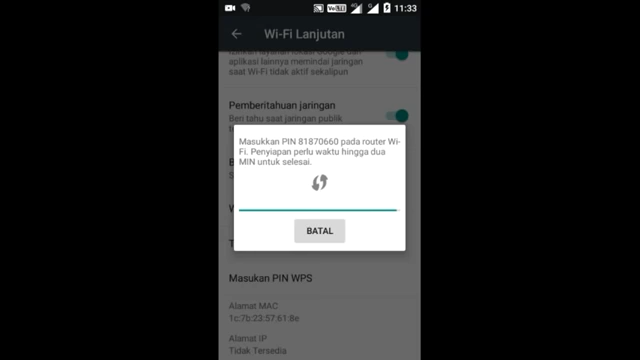 VoLTE 4G G 11:33
Wi-Fi Lanjutan
aplikasi lainnya memindai jaringan
saat Wi-Fi tidak aktif sekalipun
Pemberitahuan jaringan
Beri tahu saat jaringan publik
Masukkan PIN 81870660 pada router Wi-
Fi. Penyiapan perlu waktu hingga dua
MIN untuk selesai.
BATAL
Masukan PIN WPS
Alamat MAC
1c:7b:23:57:61:8e
Alamat IP
Tidak Tersedia